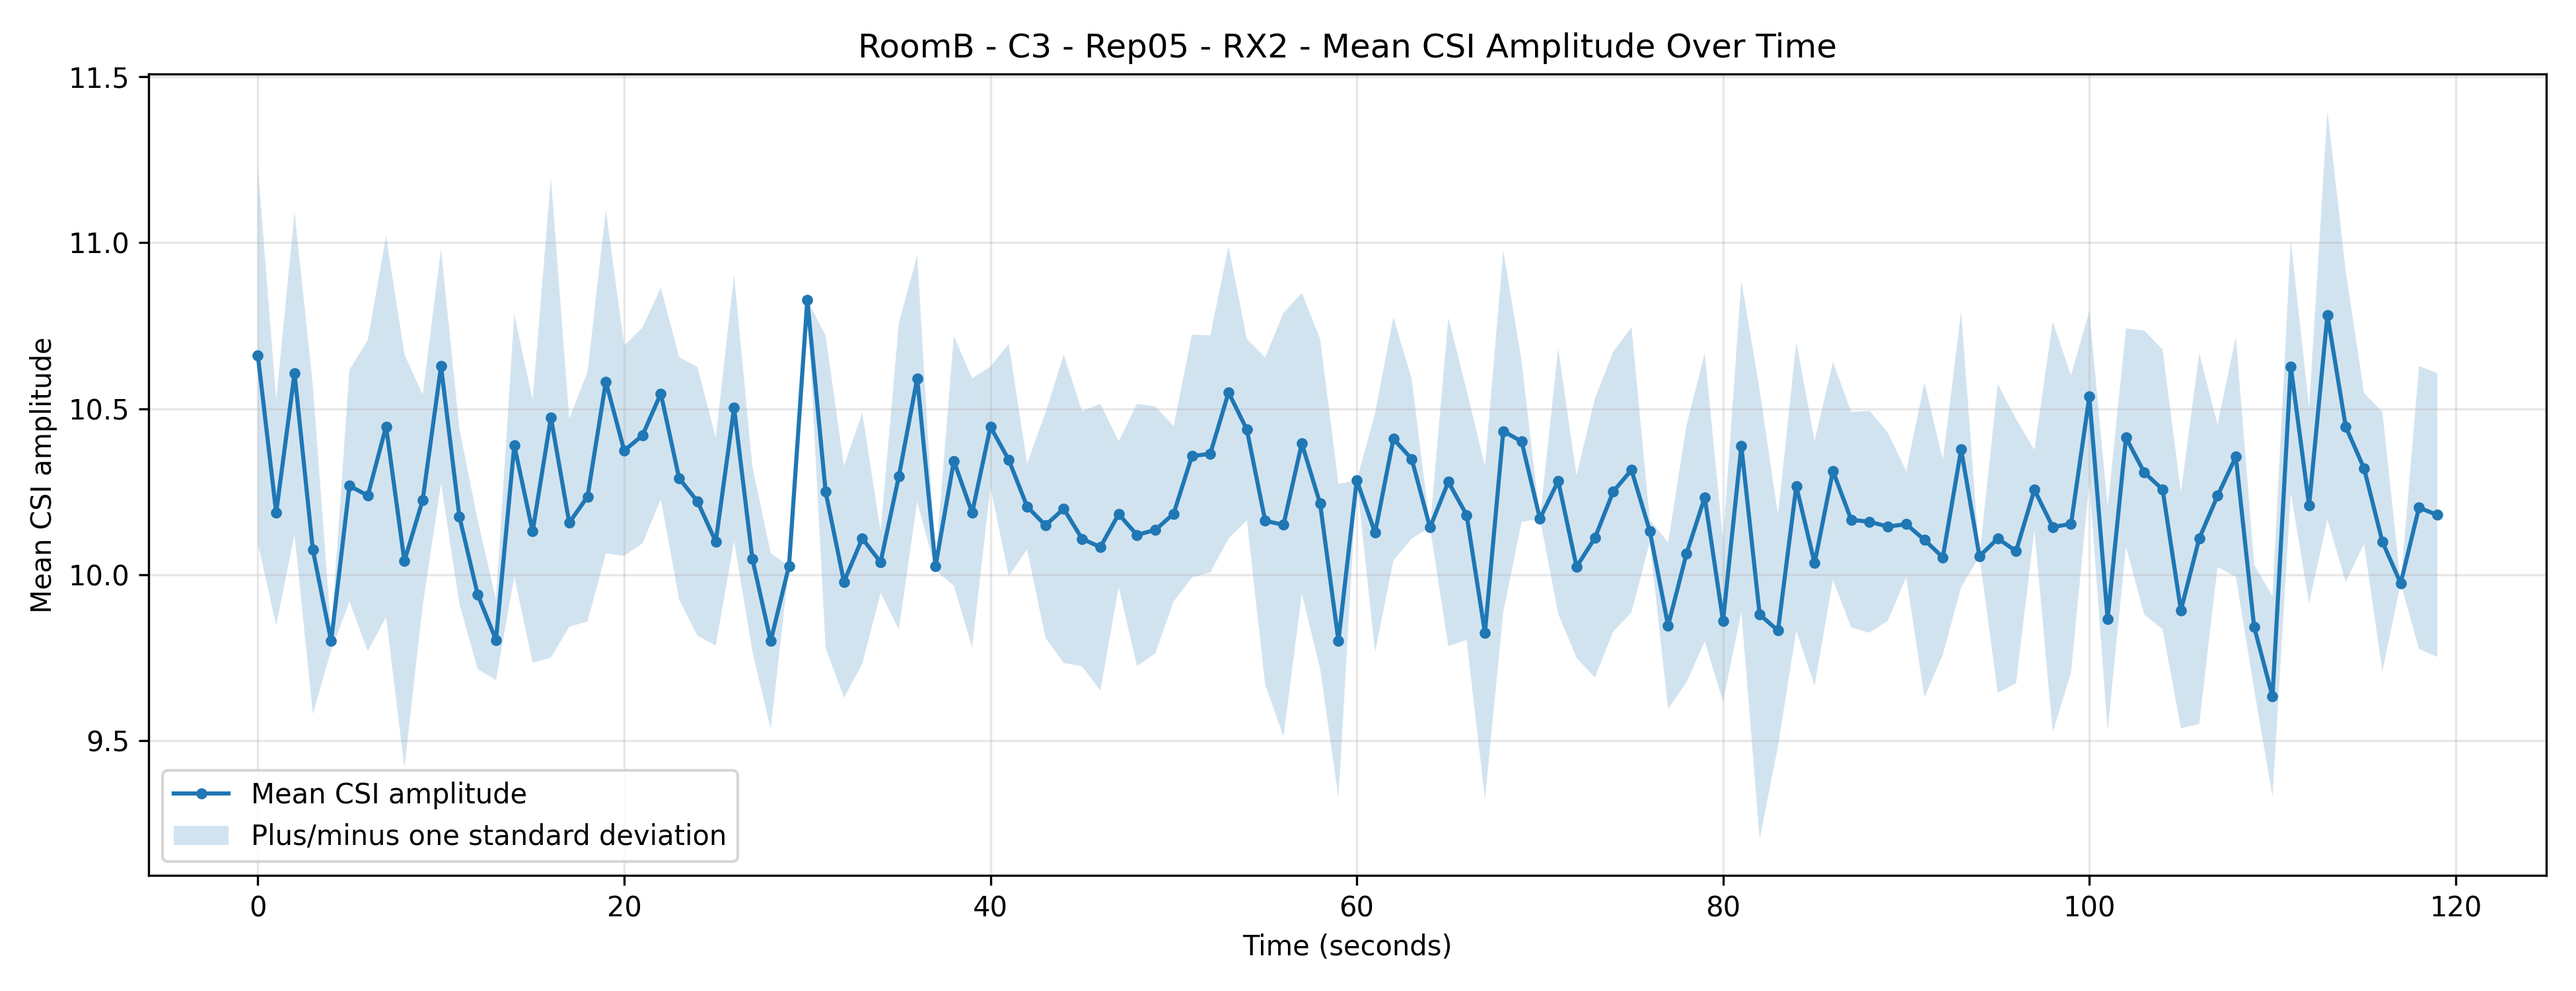 RoomB - C3 - Rep05 - RX2 - Mean CSI Amplitude Over Time
Mean CSI amplitude
11.5
11.0
10.5
10.0
9.5
Mean CSI amplitude
Plus/minus one standard deviation
0 20 40 60 80 100 120
Time (seconds)